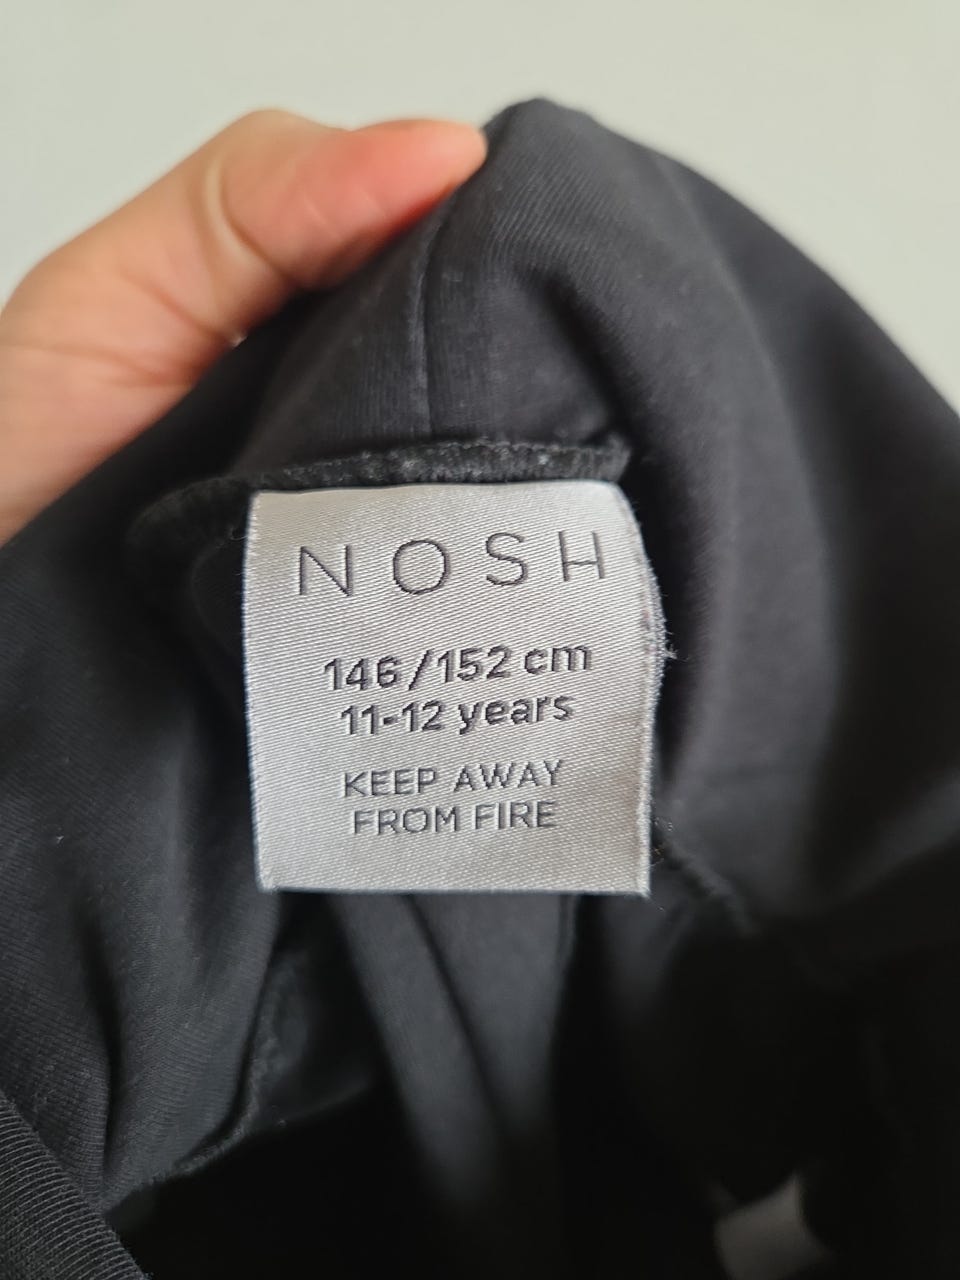 NOSH
146/152 cm
11-12 years
KEEP AWAY
FROM FIRE